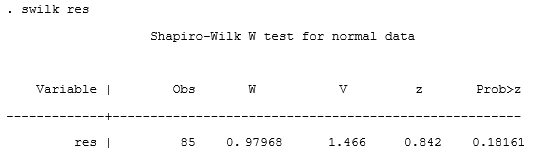 . swilk res
Shapiro-Wilk W test for normal data
Variable | Obs W V z Prob>z
-------------+--------------------------------------------------
res | 85 0.97968 1.466 0.842 0.18161